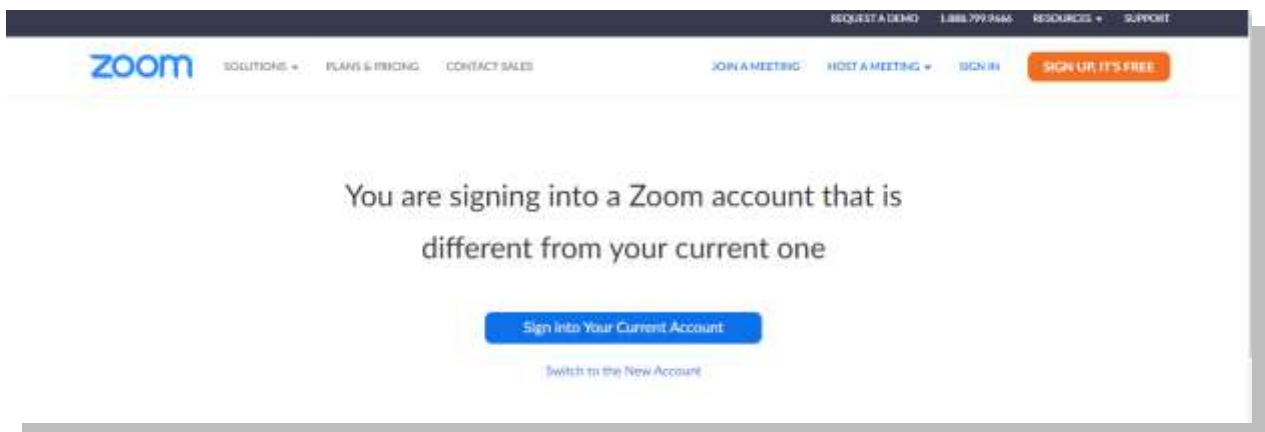 REQUEST A DEMO 1.888.799.9666 RESOURCES SUPPORT
zoom SOLUTIONS PLANS & PRICING CONTACT SALES JOIN A MEETING HOST A MEETING SIGN IN SIGN UP, IT'S FREE
You are signing into a Zoom account that is
different from your current one
Sign into Your Current Account
Switch to the New Account